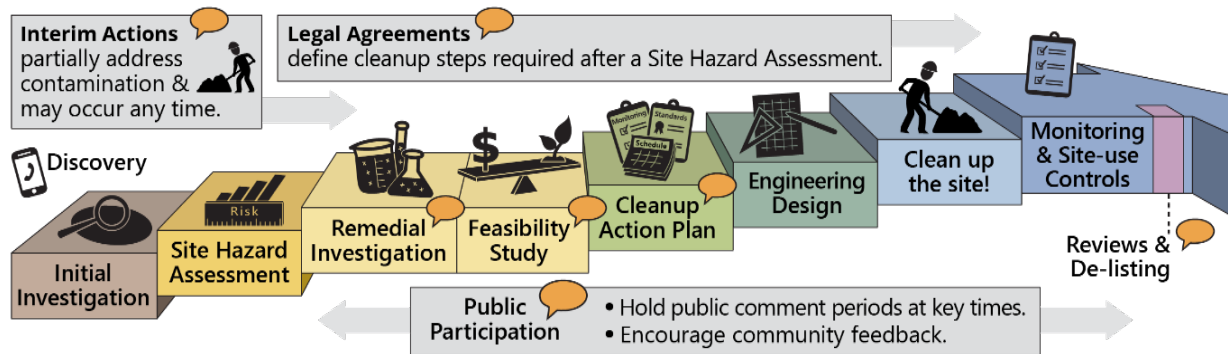 Interim Actions
partially address
contamination &
may occur any time.
Legal Agreements
define cleanup steps required after a Site Hazard Assessment.
Discovery
Initial
Investigation
Risk
Site Hazard
Assessment
Remedial
Investigation
$
Feasibility
Study
Monitoring
Standards
Schedule
Cleanup
Action Plan
Engineering
Design
Clean up
the site!
Monitoring
& Site-use
Controls
Reviews &
De-listing
Public
Participation
• Hold public comment periods at key times.
• Encourage community feedback.